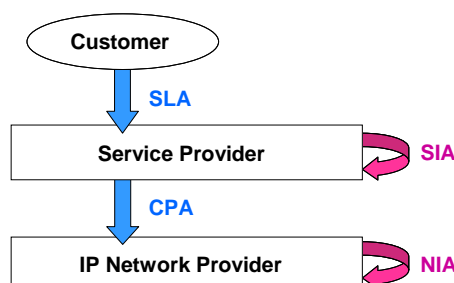 Customer
SLA
Service Provider
SIA
CPA
IP Network Provider
NIA